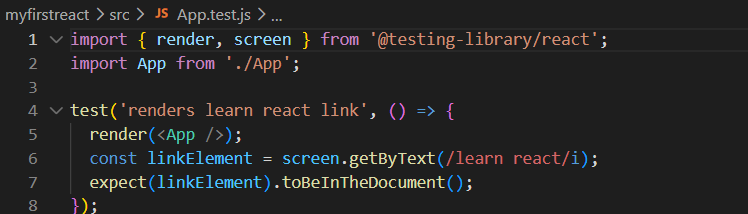 myfirstreact > src > JS App.test.js > ...
1 import { render, screen } from '@testing-library/react';
2 import App from './App';
3
4 test('renders learn react link', () => {
5 render(<App />);
6 const linkElement = screen.getByText(/learn react/i);
7 expect(linkElement).toBeInTheDocument();
8 });